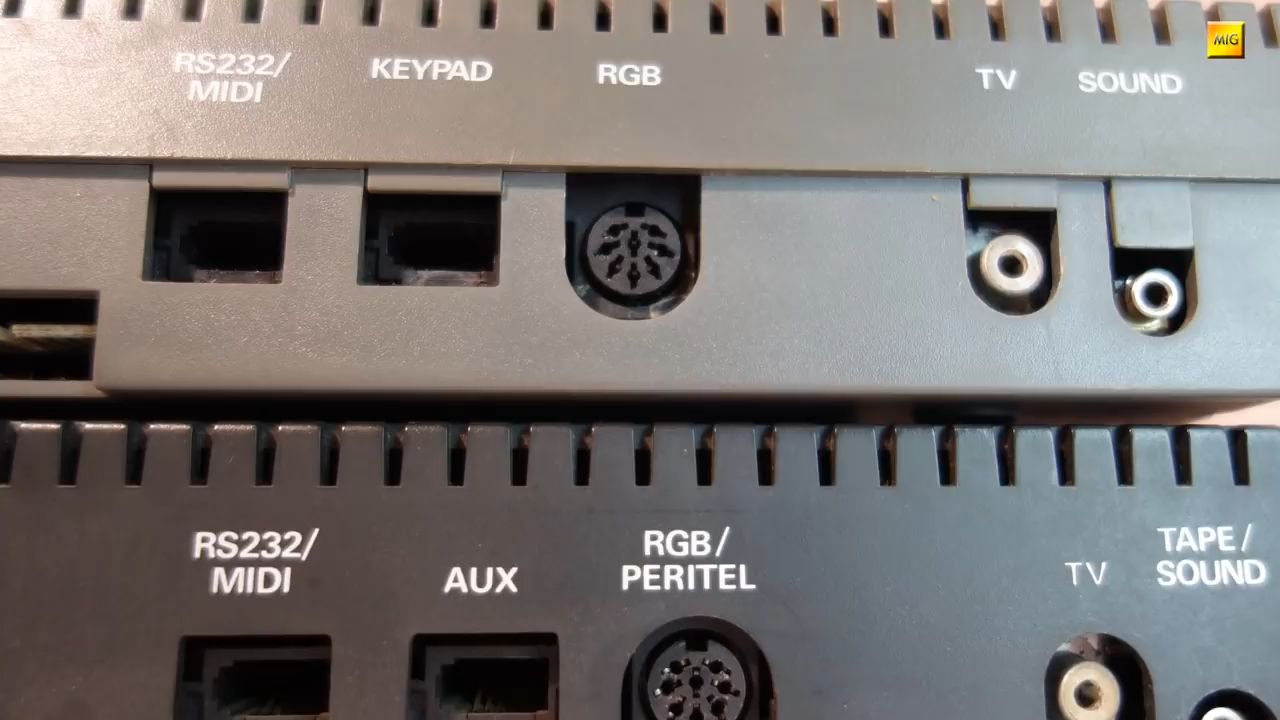 RS232/
MIDI
KEYPAD
RGB
TV
SOUND
MiG
RS232/
MIDI
AUX
RGB/
PERITEL
TV
TAPE/
SOUND